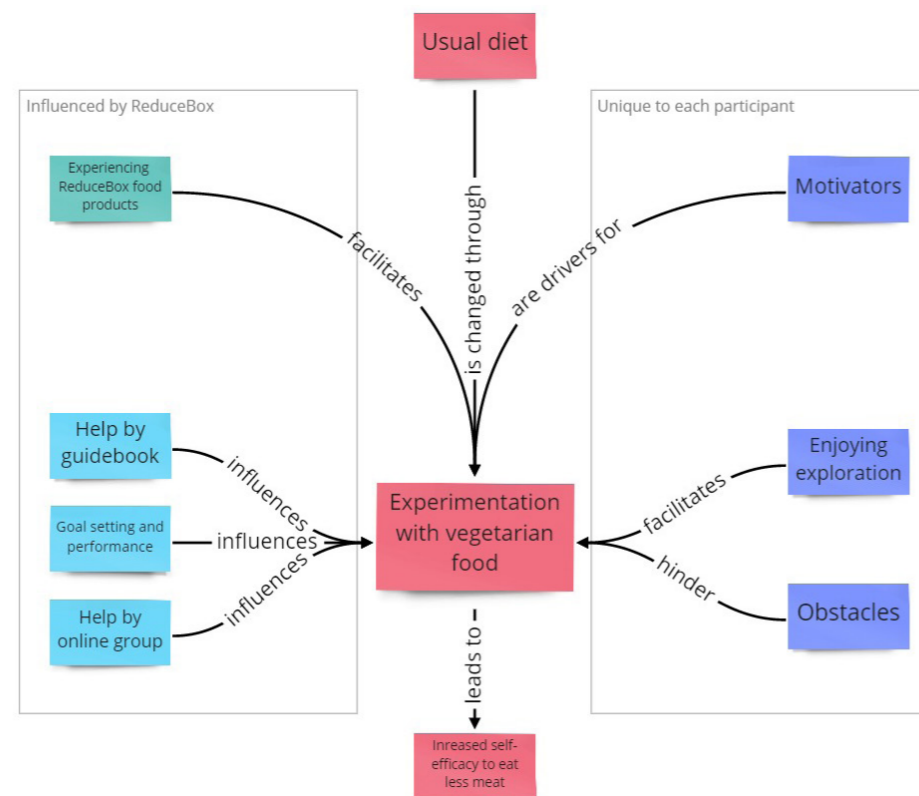 Usual diet
Influenced by ReduceBox
Unique to each participant
Experiencing
ReduceBox food
products
Motivators
facilitates
is changed through
are drivers for
Help by
guidebook
influences
Goal setting and
performance
influences
Help by
online group
influences
Experimentation
with vegetarian
food
Enjoying
exploration
facilitates
hinder
Obstacles
leads to
Inreased self-
efficacy to eat
less meat